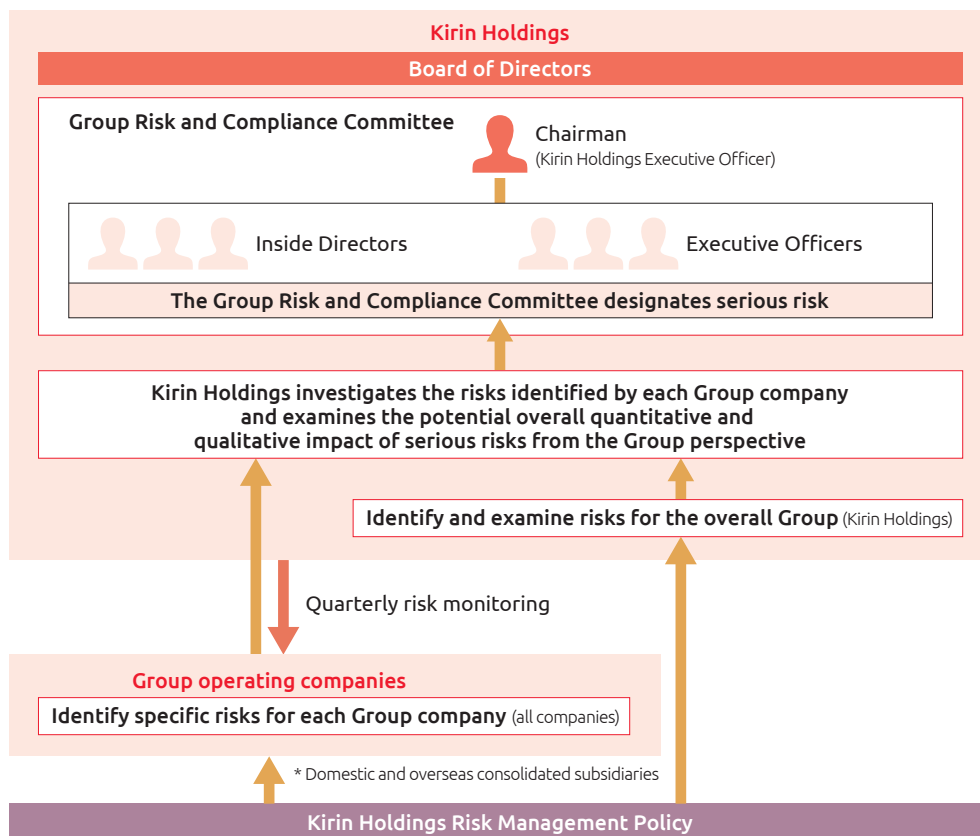 Kirin Holdings
Board of Directors
Group Risk and Compliance Committee
Chairman
(Kirin Holdings Executive Officer)
Inside Directors
Executive Officers
The Group Risk and Compliance Committee designates serious risk
Kirin Holdings investigates the risks identified by each Group company
and examines the potential overall quantitative and
qualitative impact of serious risks from the Group perspective
Identify and examine risks for the overall Group (Kirin Holdings)
Quarterly risk monitoring
Group operating companies
Identify specific risks for each Group company (all companies)
* Domestic and overseas consolidated subsidiaries
Kirin Holdings Risk Management Policy